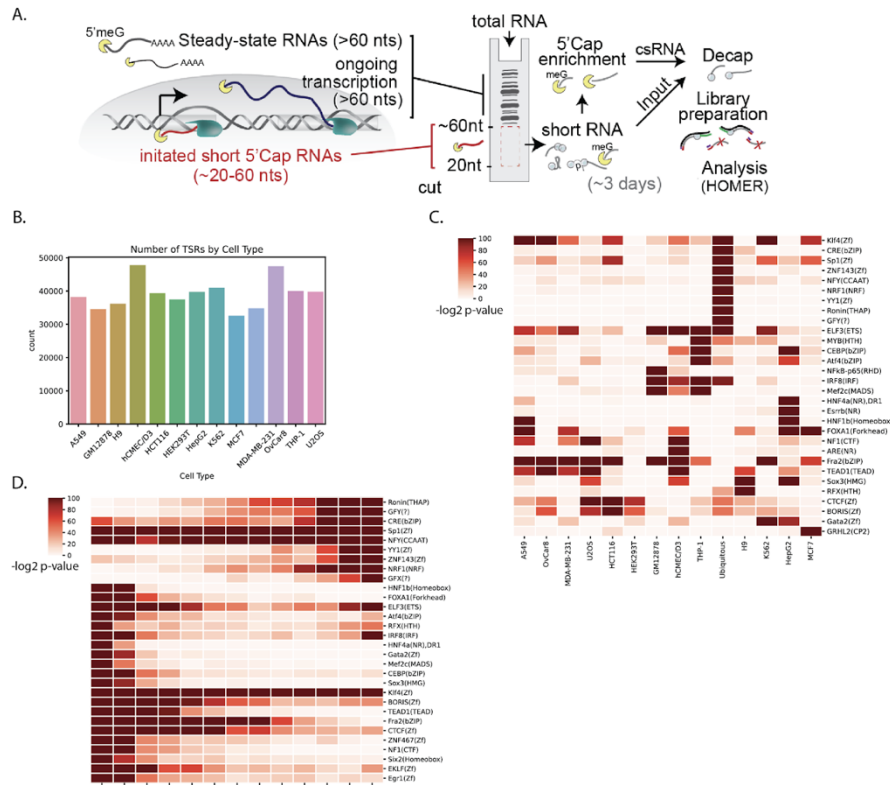 A.
5'meG
AAAA
Steady-state RNAs (>60 nts)
AAAA
ongoing
transcription
(>60 nts)
initated short 5'Cap RNAs
(~20-60 nts)
total RNA
~60nt
20nt
cut
5'Cap
enrichment
meG
csRNA
Decap
Input
short RNA
meG
(~3 days)
Library
preparation
Analysis
(HOMER)
B.
Number of TSRs by Cell Type
50000
40000
30000
20000
10000
0
count
A549
GM12878
H9
hCMEC/D3
HCT116
HEK293T
HepG2
K562
MCF7
MDA-MB-231
OvCar8
THP-1
U2OS
Cell Type
C.
100
80
60
40
20
0
-log2 p-value
Klf4(Zf)
CRE(bZIP)
Sp1(Zf)
ZNF143(Zf)
NFY(CCAAT)
NRF1(NRF)
YY1(Zf)
Ronin(THAP)
GFY(?)
ELF3(ETS)
MYB(HTH)
CEBP(bZIP)
Atf4(bZIP)
NFkB-p65(RHD)
IRF8(IRF)
Mef2c(MADS)
HNF4a(NR),DR1
Esrrb(NR)
HNF1b(Homeobox)
FOXA1(Forkhead)
NF1(CTF)
ARE(NR)
Fra2(bZIP)
TEAD1(TEAD)
Sox3(HMG)
RFX(HTH)
CTCF(Zf)
BORIS(Zf)
Gata2(Zf)
GRHL2(CP2)
A549
OvCar8
MDA-MB-231
U2OS
HCT116
HEK293T
GM12878
hCMEC/D3
THP-1
Ubiquitous
H9
K562
HepG2
MCF7
D.
100
80
60
40
20
0
-log2 p-value
Ronin(THAP)
GFY(?)
CRE(bZIP)
Sp1(Zf)
NFY(CCAAT)
YY1(Zf)
ZNF143(Zf)
NRF1(NRF)
GFX(?)
HNF1b(Homeobox)
FOXA1(Forkhead)
ELF3(ETS)
Atf4(bZIP)
RFX(HTH)
IRF8(IRF)
HNF4a(NR),DR1
Gata2(Zf)
Mef2c(MADS)
CEBP(bZIP)
Sox3(HMG)
Klf4(Zf)
BORIS(Zf)
TEAD1(TEAD)
Fra2(bZIP)
CTCF(Zf)
ZNF467(Zf)
NF1(CTF)
Six2(Homeobox)
EKLF(Zf)
Egr1(Zf)